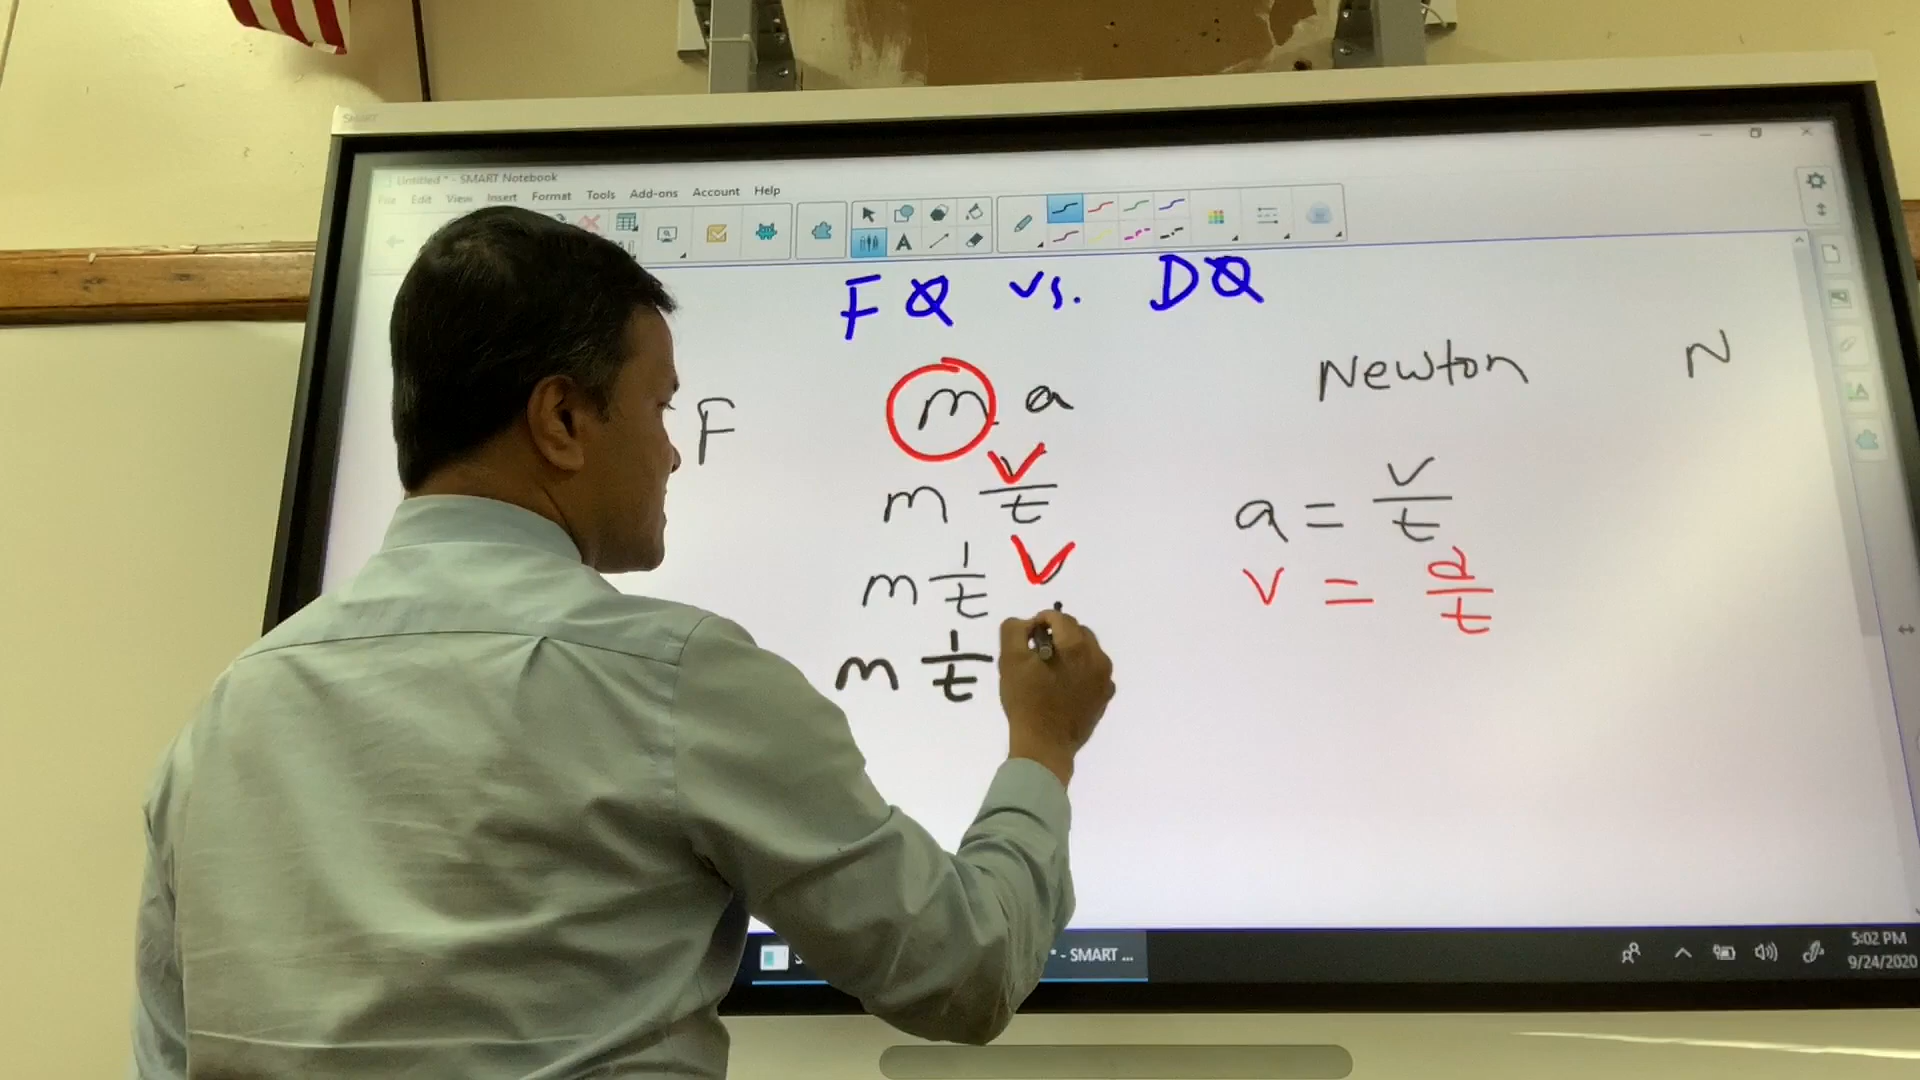 SMART
Untitled * - SMART Notebook
File Edit View Insert Format Tools Add-ons Account Help
FQ vs. DQ
F m a Newton N
m v/t a = v/t
m 1/t v v = d/t
m 1/t
* - SMART ...
5:02 PM
9/24/2020